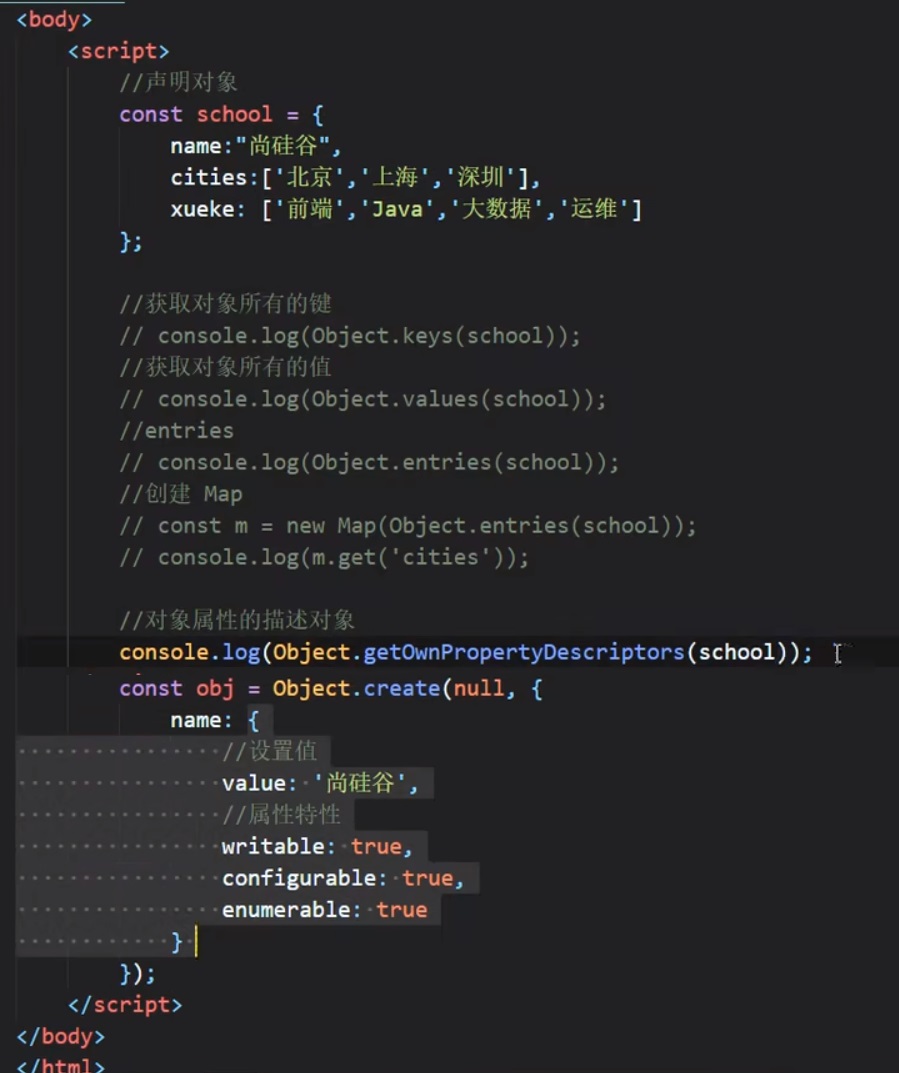 <body>
<script>
//声明对象
const school = {
name:"尚硅谷",
cities:['北京','上海','深圳'],
xueke: ['前端','Java','大数据','运维']
};
//获取对象所有的键
// console.log(Object.keys(school));
//获取对象所有的值
// console.log(Object.values(school));
//entries
// console.log(Object.entries(school));
//创建 Map
// const m = new Map(Object.entries(school));
// console.log(m.get('cities'));
//对象属性的描述对象
console.log(Object.getOwnPropertyDescriptors(school));
const obj = Object.create(null, {
name: {
//设置值
value: '尚硅谷',
//属性特性
writable: true,
configurable: true,
enumerable: true
}
});
</script>
</body>
</html>